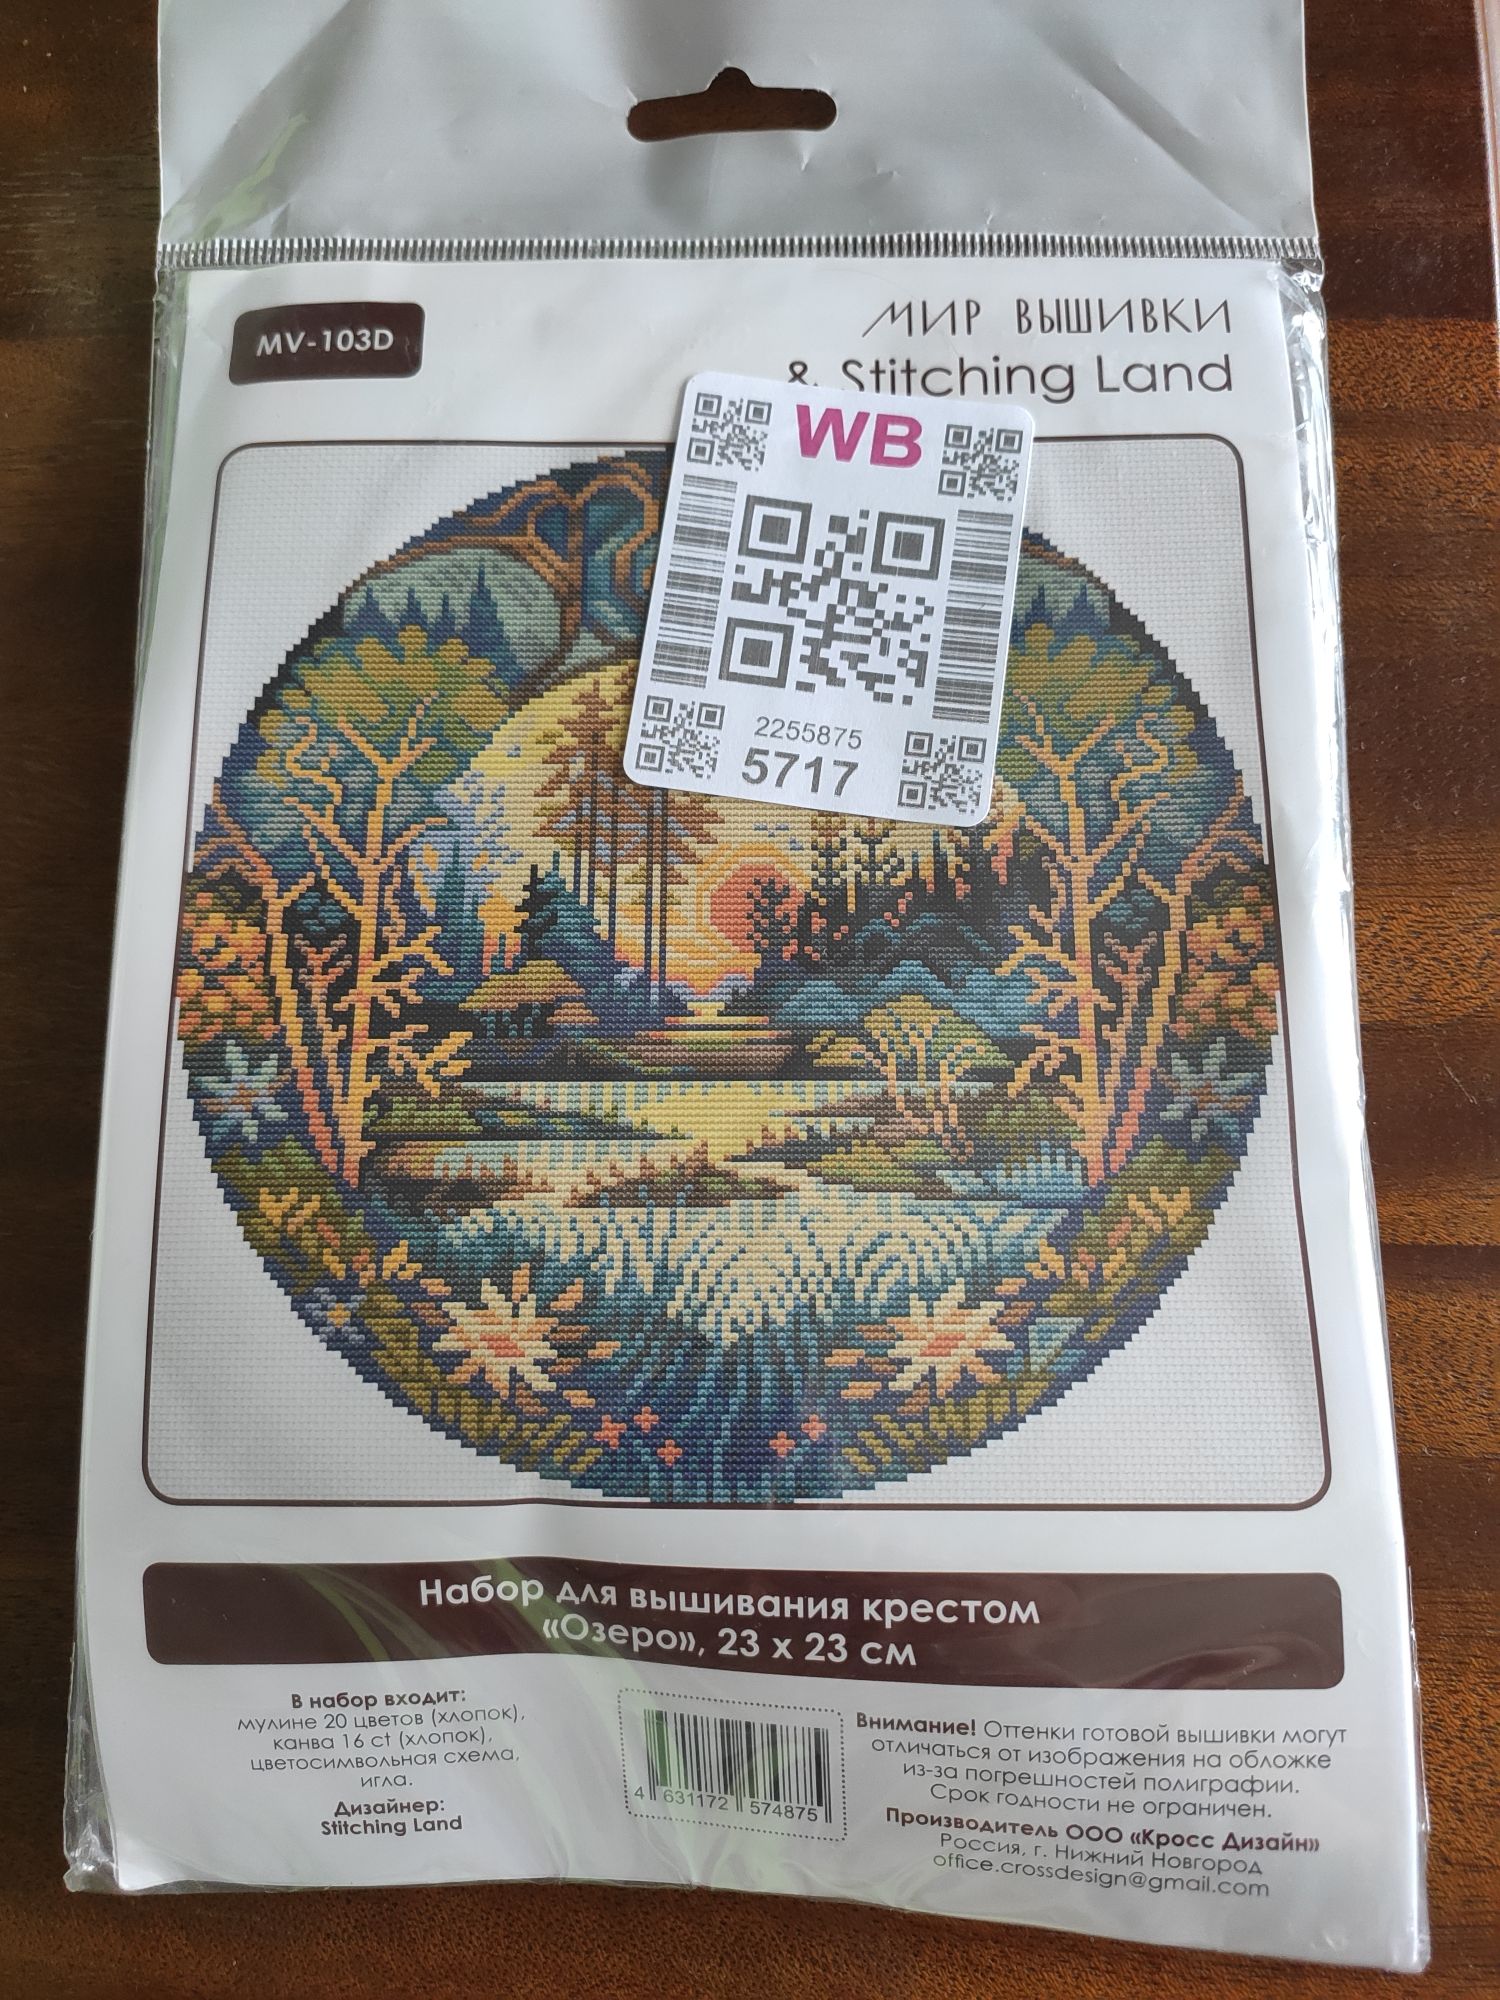 MV-103D
МИР ВЫШИВКИ
& Stitching Land
WB
2255875
5717
Набор для вышивания крестом
«Озеро», 23 x 23 см
В набор входит:
мулине 20 цветов (хлопок),
канва 16 ct (хлопок),
цветосимвольная схема,
игла.
Дизайнер:
Stitching Land
4 631172 574875
Внимание! Оттенки готовой вышивки могут
отличаться от изображения на обложке
из-за погрешностей полиграфии.
Срок годности не ограничен.
Производитель ООО «Кросс Дизайн»
Россия, г. Нижний Новгород
office.crossdesign@gmail.com